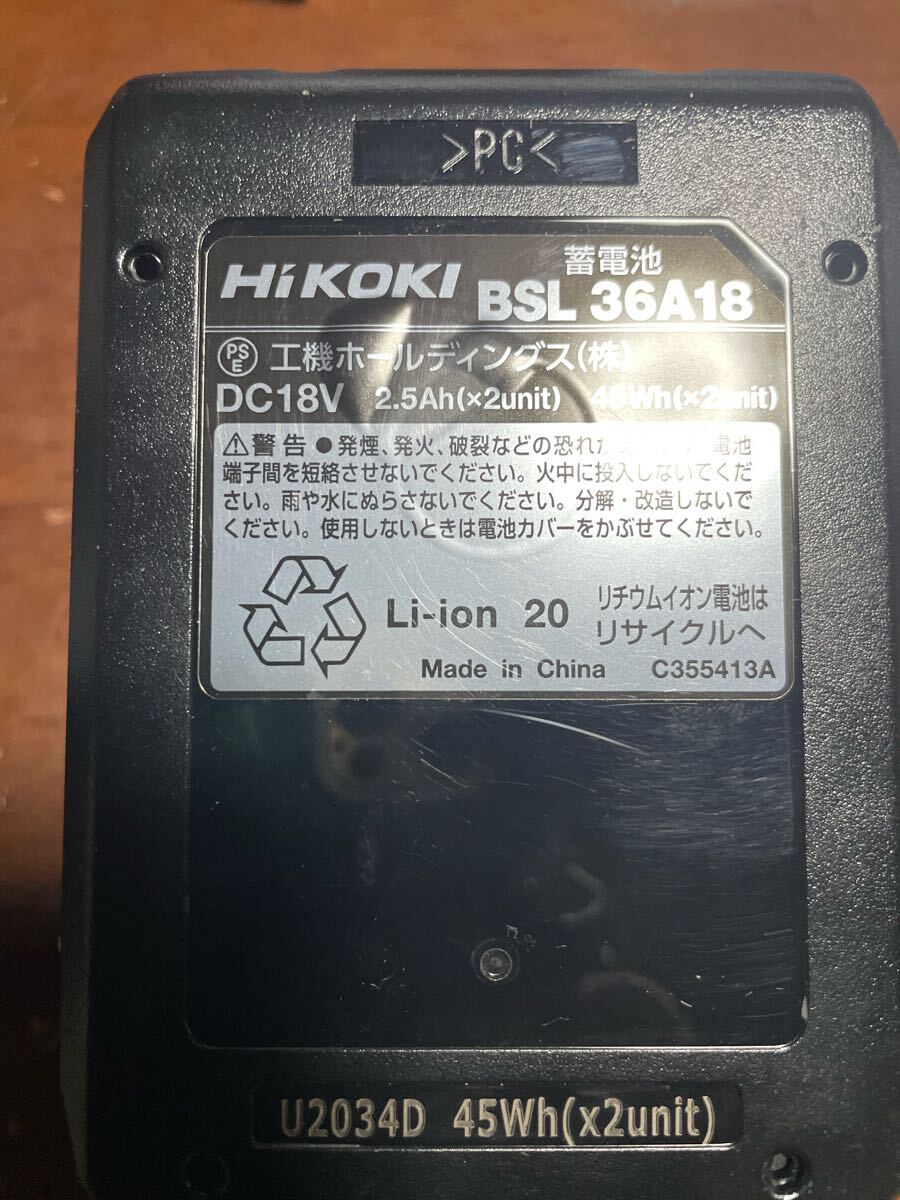 >PC<
HiKOKI
蓄電池
BSL 36A18
PS
E
工機ホールディングス(株)
DC18V 2.5Ah(×2unit) 45Wh(×2unit)
⚠警告 ●発煙、発火、破裂などの恐れが 電池
端子間を短絡させないでください。火中に投入しないでくだ
さい。雨や水にぬらさないでください。分解・改造しないで
ください。使用しないときは電池カバーをかぶせてください。
Li-ion 20
リチウムイオン電池は
リサイクルへ
Made in China C355413A
U2034D 45Wh(x2unit)